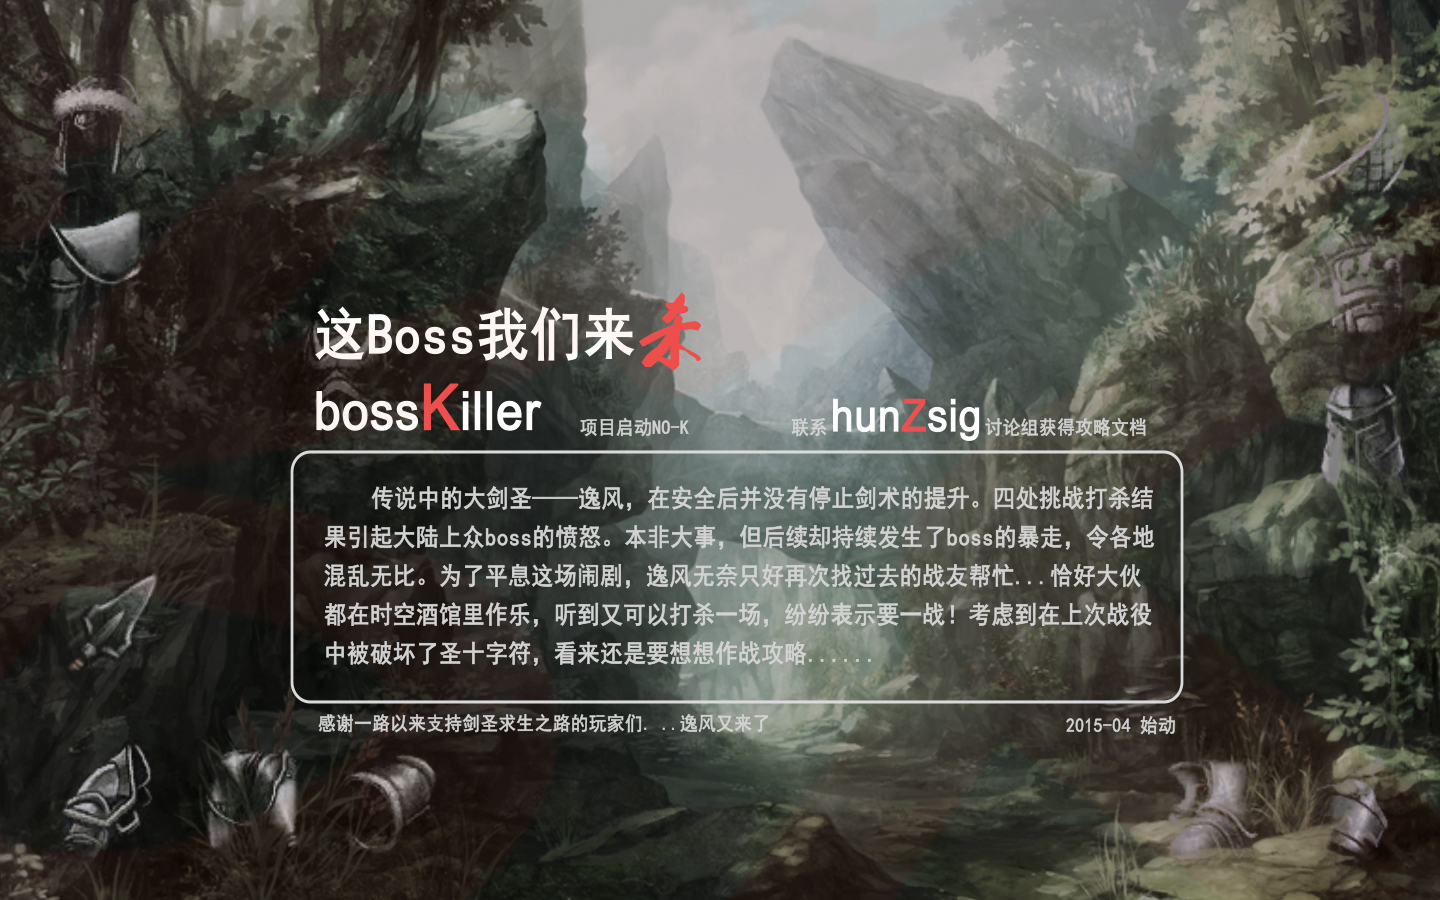 这Boss我们来杀
bossKiller
项目启动NO-K
联系hunZsig讨论组获得攻略文档
传说中的大剑圣——逸风，在安全后并没有停止剑术的提升。四处挑战打杀结
果引起大陆上众boss的愤怒。本非大事，但后续却持续发生了boss的暴走，令各地
混乱无比。为了平息这场闹剧，逸风无奈只好再次找过去的战友帮忙...恰好大伙
都在时空酒馆里作乐，听到又可以打杀一场，纷纷表示要一战！考虑到在上次战役
中被破坏了圣十字符，看来还是要想想作战攻略......
感谢一路以来支持剑圣求生之路的玩家们. ..逸风又来了
2015-04 始动